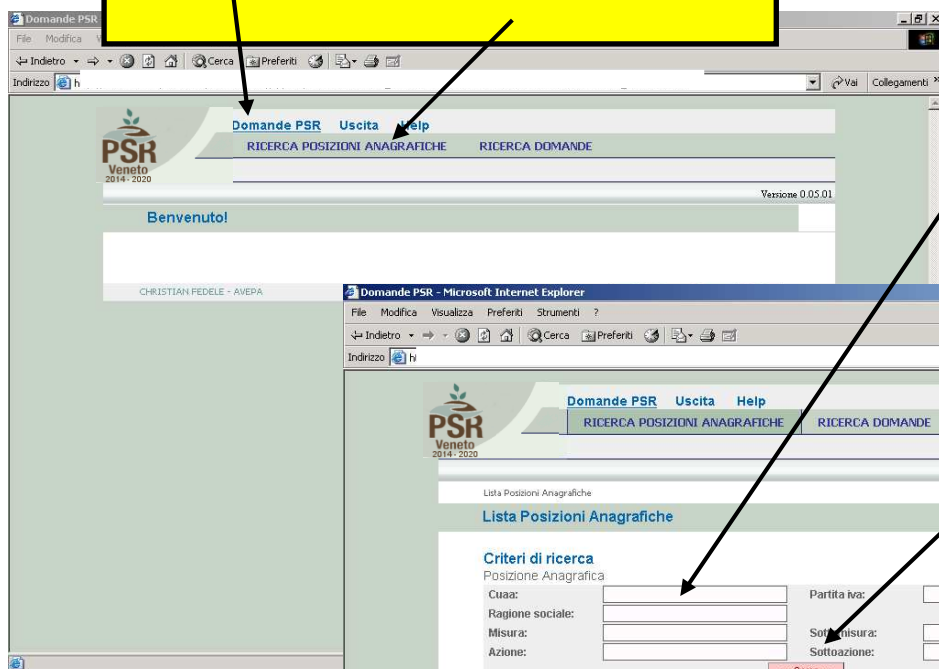 Domande PSR
File Modifica
Indietro Cerca Preferiti
Indirizzo h Vai Collegamenti »
Domande PSR Uscita Help
RICERCA POSIZIONI ANAGRAFICHE RICERCA DOMANDE
PSR
Veneto
2014-2020
Versione 0.05.01
Benvenuto!
CHRISTIAN FEDELE - AVEPA
Domande PSR - Microsoft Internet Explorer
File Modifica Visualizza Preferiti Strumenti ?
Indietro Cerca Preferiti
Indirizzo
Domande PSR Uscita Help
RICERCA POSIZIONI ANAGRAFICHE RICERCA DOMANDE
PSR
Veneto
2014-2020
Lista Posizioni Anagrafiche
Lista Posizioni Anagrafiche
Criteri di ricerca
Posizione Anagrafica
Cuaa: Partita iva:
Ragione sociale:
Misura: Sottomisura:
Azione: Sottoazione: